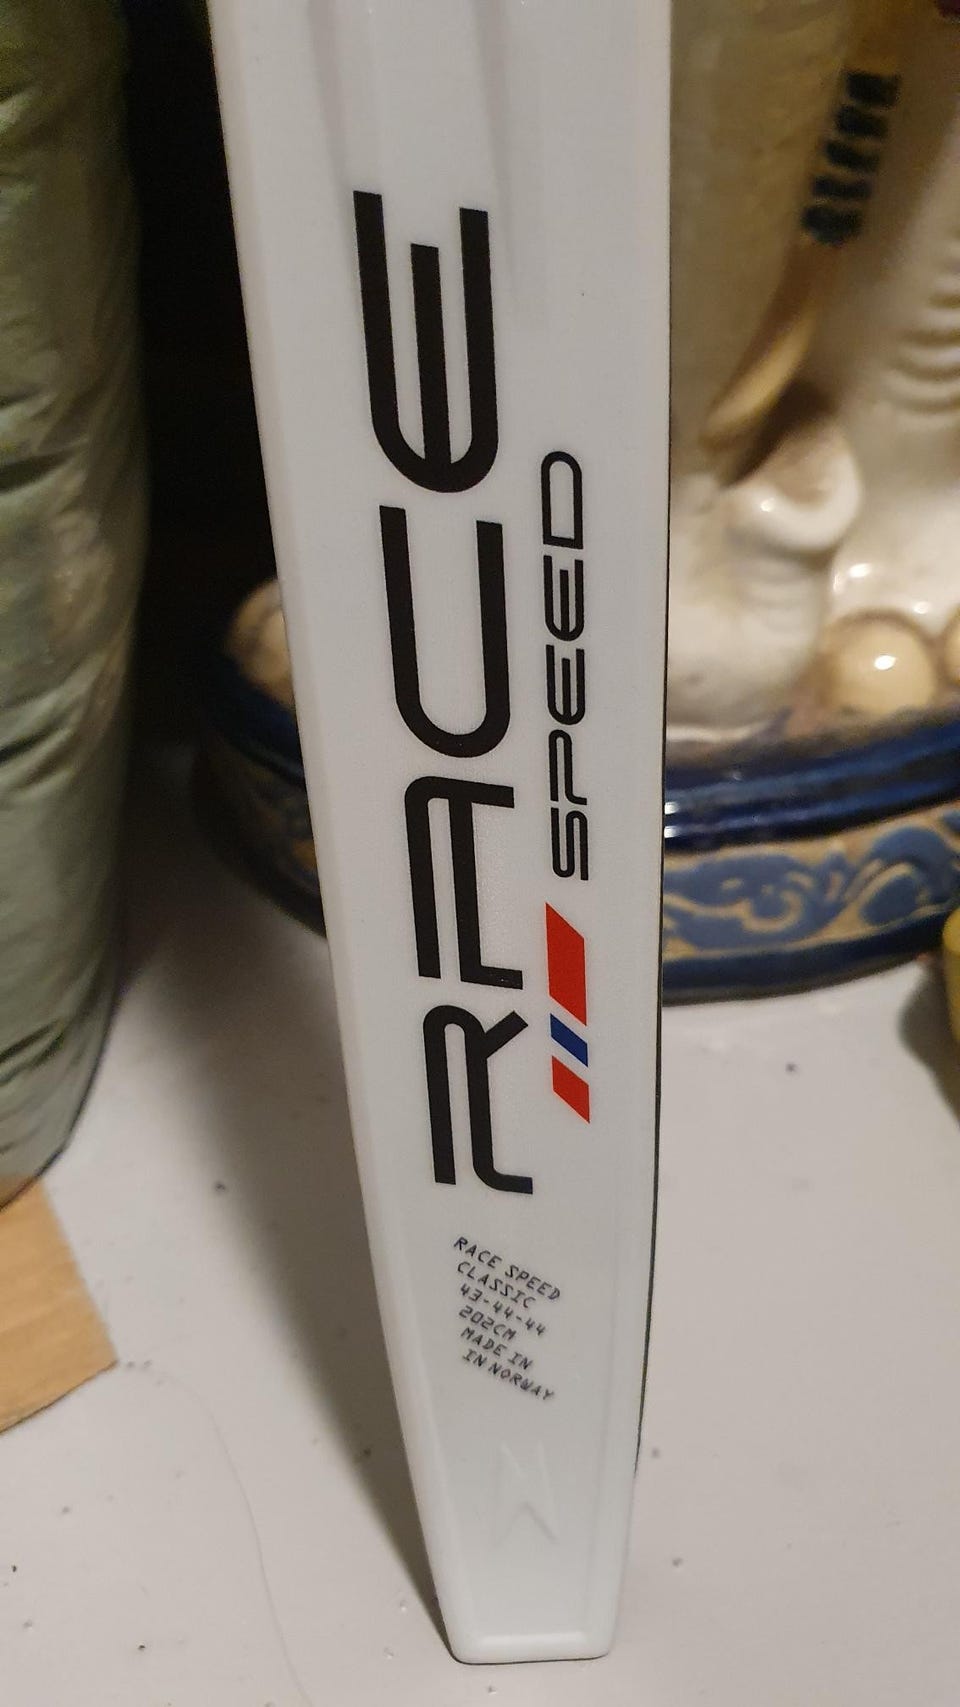 RACE
SPEED
RACE SPEED
CLASSIC
43-44-44
202CM
MADE IN
IN NORWAY